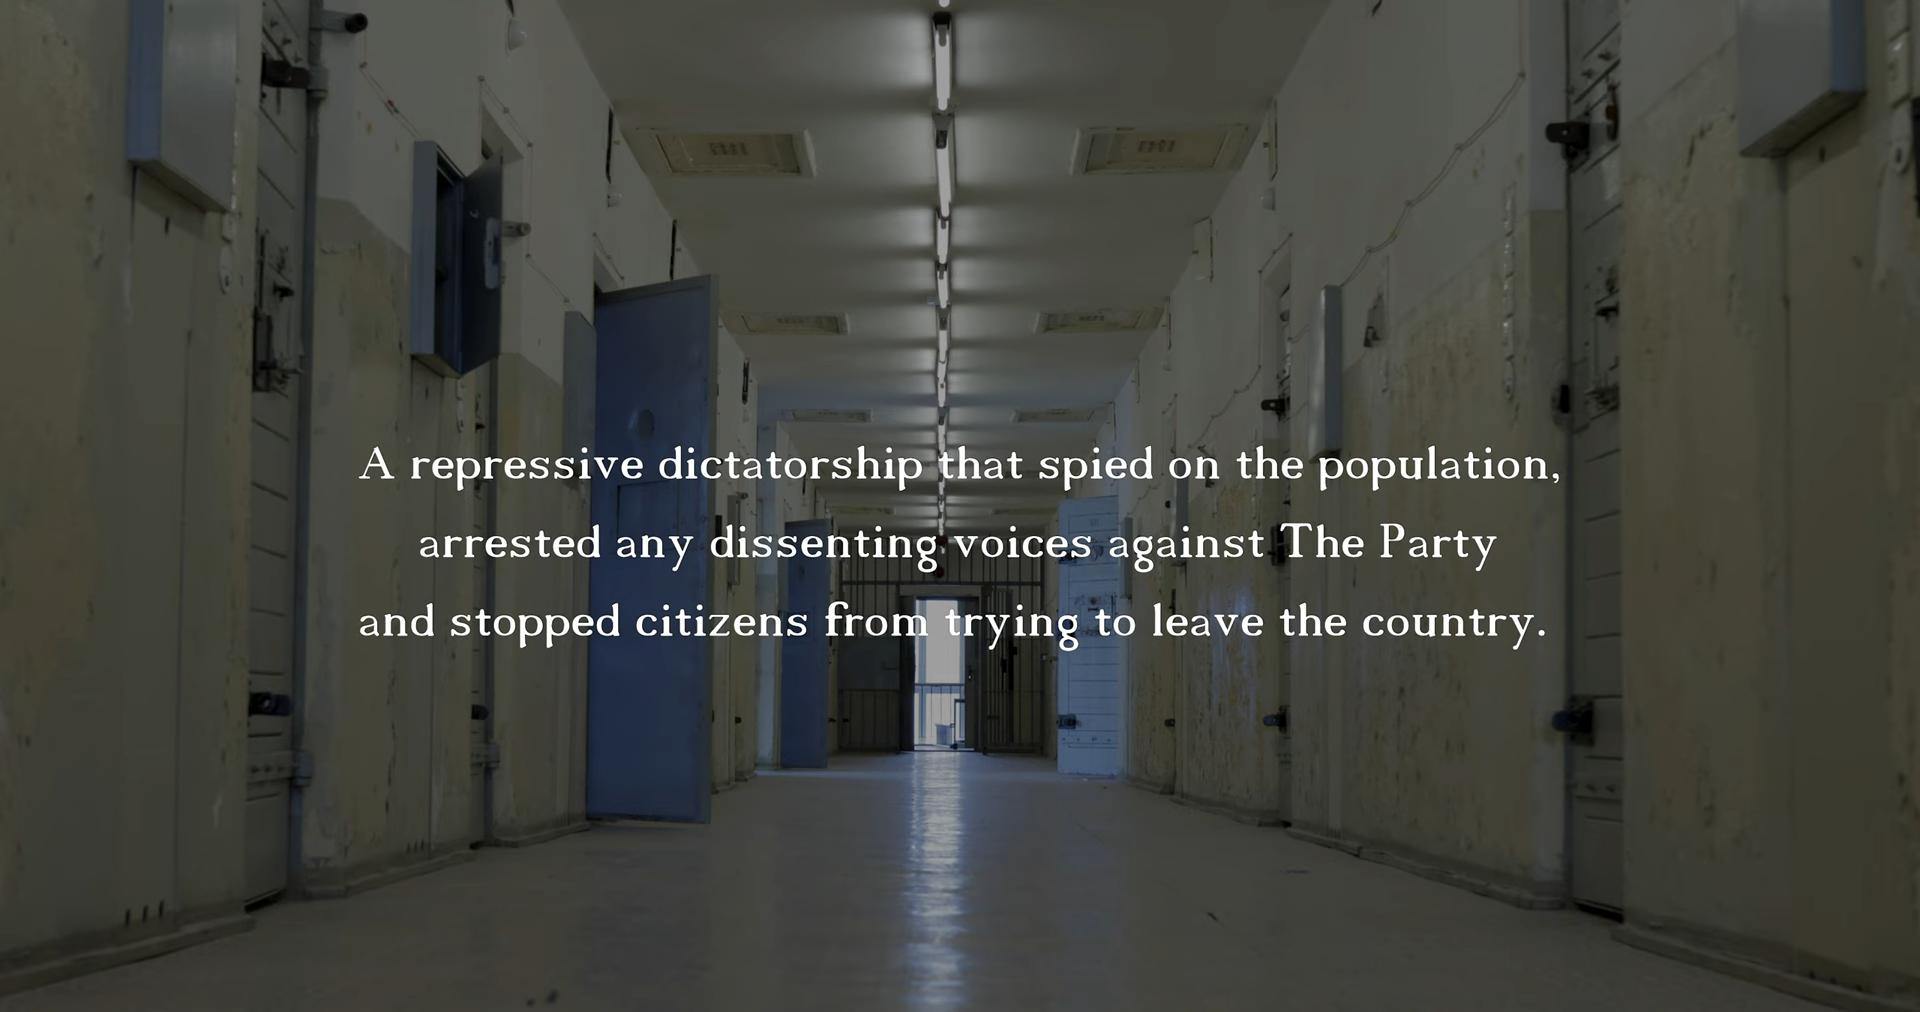 A repressive dictatorship that spied on the population,
arrested any dissenting voices against The Party
and stopped citizens from trying to leave the country.